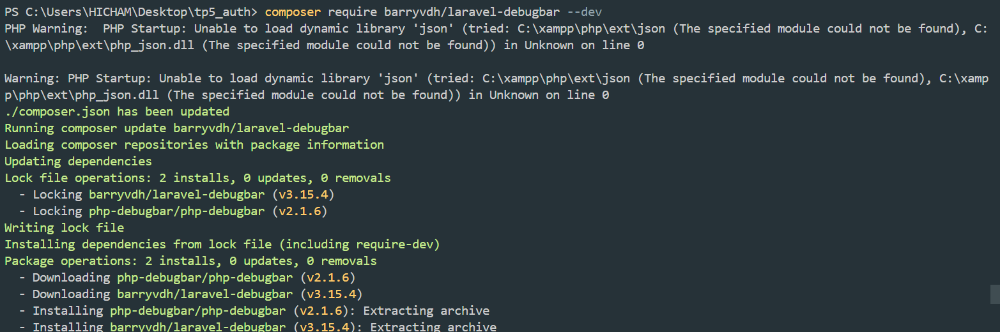 PS C:\Users\HICHAM\Desktop\tp5_auth> composer require barryvdh/laravel-debugbar --dev
PHP Warning:  PHP Startup: Unable to load dynamic library 'json' (tried: C:\xampp\php\ext\json (The specified module could not be found), C:
\xampp\php\ext\php_json.dll (The specified module could not be found)) in Unknown on line 0
Warning: PHP Startup: Unable to load dynamic library 'json' (tried: C:\xampp\php\ext\json (The specified module could not be found), C:\xamp
p\php\ext\php_json.dll (The specified module could not be found)) in Unknown on line 0
./composer.json has been updated
Running composer update barryvdh/laravel-debugbar
Loading composer repositories with package information
Updating dependencies
Lock file operations: 2 installs, 0 updates, 0 removals
  - Locking barryvdh/laravel-debugbar (v3.15.4)
  - Locking php-debugbar/php-debugbar (v2.1.6)
Writing lock file
Installing dependencies from lock file (including require-dev)
Package operations: 2 installs, 0 updates, 0 removals
  - Downloading php-debugbar/php-debugbar (v2.1.6)
  - Downloading barryvdh/laravel-debugbar (v3.15.4)
  - Installing php-debugbar/php-debugbar (v2.1.6): Extracting archive
  - Installing barryvdh/laravel-debugbar (v3.15.4): Extracting archive